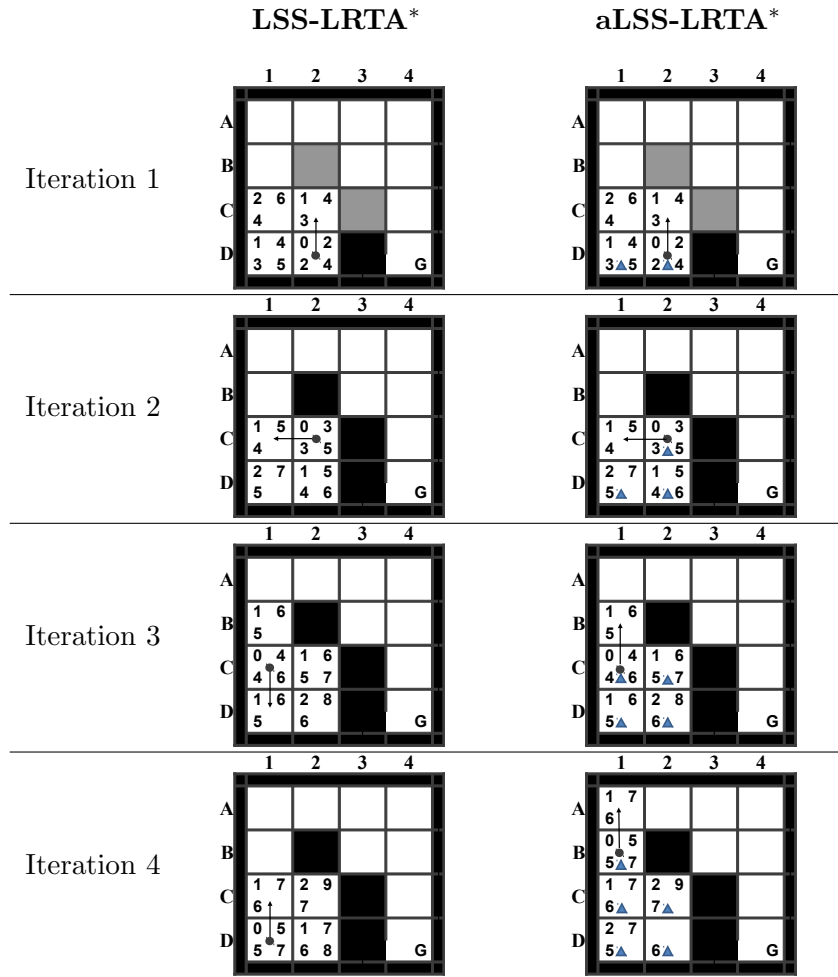 LSS-LRTA*
aLSS-LRTA*
Iteration 1
1 2 3 4
A
B
2 6 1 4
C
4 3
1 4 0 2
D
3 5 2 4 G
1 2 3 4
A
B
2 6 1 4
C
4 3
1 4 0 2
D
3 5 2 4 G
Iteration 2
1 2 3 4
A
B
1 5 0 3
C
4 3 5
2 7 1 5
D
5 4 6 G
1 2 3 4
A
B
1 5 0 3
C
4 3 5
2 7 1 5
D
5 4 6 G
Iteration 3
1 2 3 4
A
1 6
B
5
0 4 1 6
C
4 6 5 7
1 6 2 8
D
5 6 G
1 2 3 4
A
1 6
B
5
0 4 1 6
C
4 6 5 7
1 6 2 8
D
5 6 G
Iteration 4
1 2 3 4
A
B
1 7 2 9
C
6 7
0 5 1 7
D
5 7 6 8 G
1 2 3 4
1 7
A
6
0 5
B
5 7
1 7 2 9
C
6 7
2 7
D
5 6 G